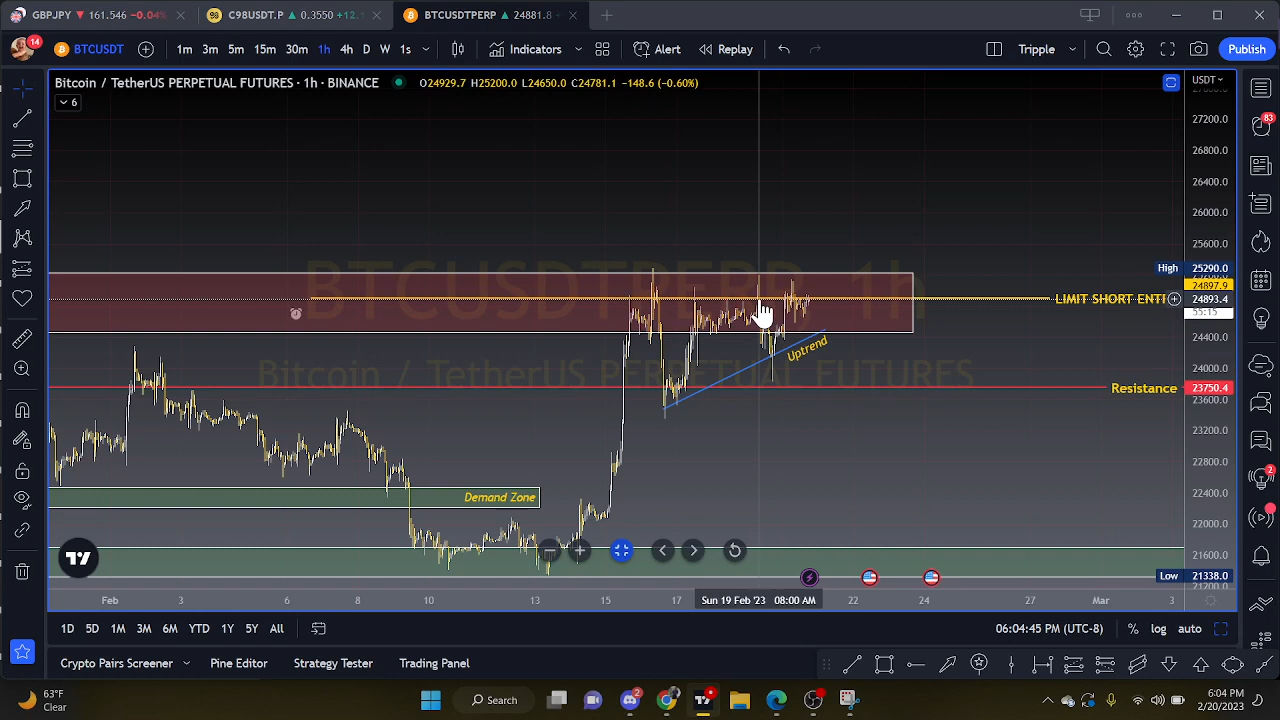 GBPJPY ▼ 161.546 −0.04%
C98USDT.P ▲ 0.3550 +12.
BTCUSDTPERP ▲ 24881.8
14
BTCUSDT
1m 3m 5m 15m 30m 1h 4h D W 1s
Indicators
Alert
Replay
Tripple
Publish
Bitcoin / TetherUS PERPETUAL FUTURES · 1h · BINANCE
O24929.7 H25200.0 L24650.0 C24781.1 −148.6 (−0.60%)
USDT
6
83
27200.0
26800.0
26400.0
26000.0
25600.0
High 25290.0
24897.9
BTCUSDTPERP, 1h
LIMIT SHORT ENTI
24893.4
55:15
24400.0
Uptrend
24000.0
Bitcoin / TetherUS PERPETUAL FUTURES
Resistance 23750.4
23600.0
23200.0
22800.0
22400.0
Demand Zone
2
22000.0
21600.0
Low 21338.0
21200.0
Feb 3 6 8 10 13 15 17 Sun 19 Feb '23 08:00 AM 22 24 27 Mar 3
1D 5D 1M 3M 6M YTD 1Y 5Y All
06:04:45 PM (UTC-8) % log auto
Crypto Pairs Screener Pine Editor Strategy Tester Trading Panel
63°F
Clear
Search
2
6:04 PM
2/20/2023